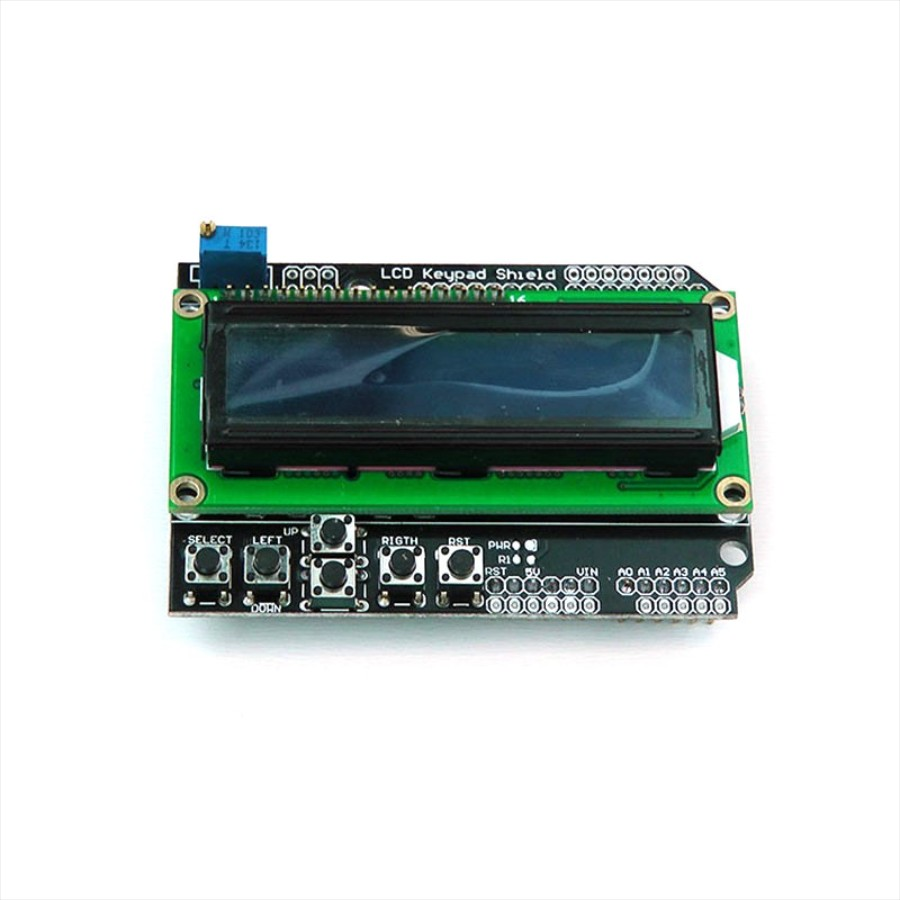 LCD Keypad Shield
16
UP
SELECT LEFT RIGTH RST
PWR
R1
RST 5V VIN A0 A1 A2 A3 A4 A5
DOWN